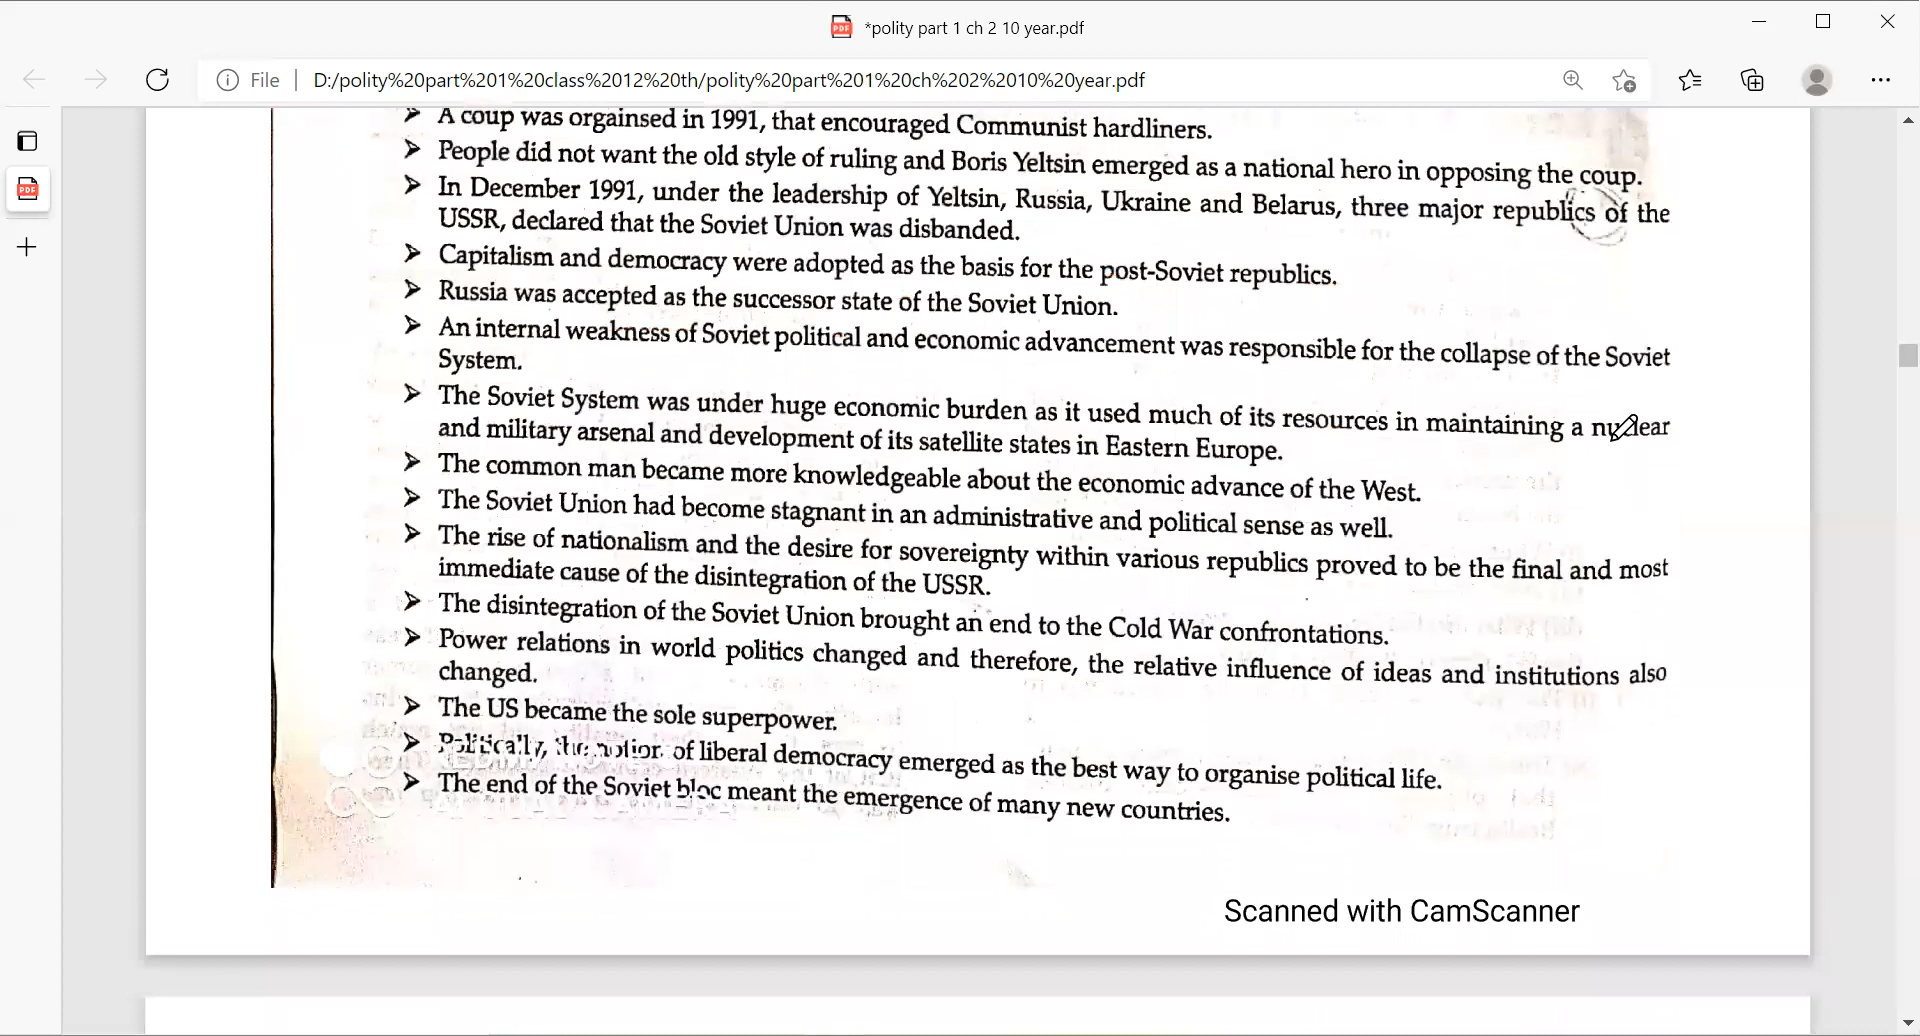 *polity part 1 ch 2 10 year.pdf
File D:/polity%20part%201%20class%2012%20th/polity%20part%201%20ch%202%2010%20year.pdf
➤ A coup was orgainsed in 1991, that encouraged Communist hardliners.
➤ People did not want the old style of ruling and Boris Yeltsin emerged as a national hero in opposing the coup.
➤ In December 1991, under the leadership of Yeltsin, Russia, Ukraine and Belarus, three major republics of the
USSR, declared that the Soviet Union was disbanded.
➤ Capitalism and democracy were adopted as the basis for the post-Soviet republics.
➤ Russia was accepted as the successor state of the Soviet Union.
➤ An internal weakness of Soviet political and economic advancement was responsible for the collapse of the Soviet
System.
➤ The Soviet System was under huge economic burden as it used much of its resources in maintaining a nuclear
and military arsenal and development of its satellite states in Eastern Europe.
➤ The common man became more knowledgeable about the economic advance of the West.
➤ The Soviet Union had become stagnant in an administrative and political sense as well.
➤ The rise of nationalism and the desire for sovereignty within various republics proved to be the final and most
immediate cause of the disintegration of the USSR.
➤ The disintegration of the Soviet Union brought an end to the Cold War confrontations.
➤ Power relations in world politics changed and therefore, the relative influence of ideas and institutions also
changed.
➤ The US became the sole superpower.
➤ Politically, the notion of liberal democracy emerged as the best way to organise political life.
➤ The end of the Soviet bloc meant the emergence of many new countries.
Scanned with CamScanner